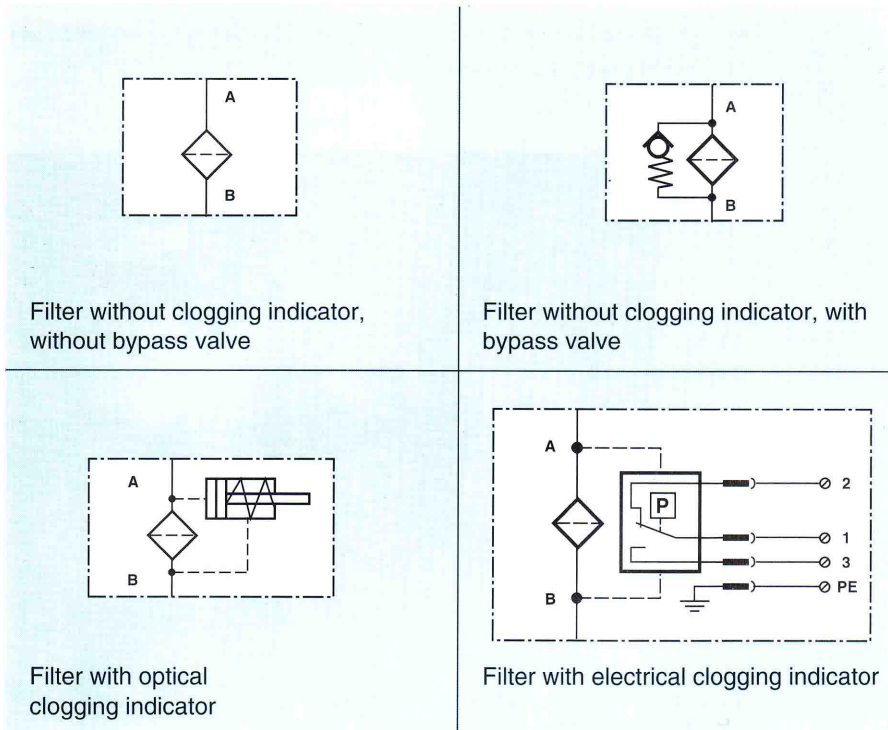 A
B
Filter without clogging indicator,
without bypass valve
A
B
Filter without clogging indicator, with
bypass valve
A
B
Filter with optical
clogging indicator
A
B
P
2
1
3
PE
Filter with electrical clogging indicator